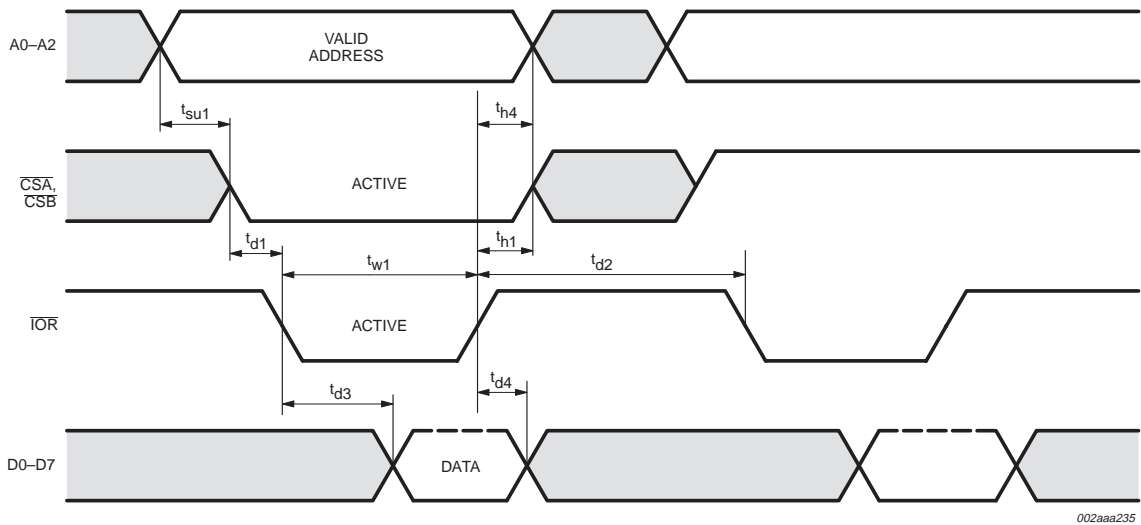 A0–A2
VALID
ADDRESS
tsu1
th4
CSA,
CSB
ACTIVE
td1
th1
tw1
td2
IOR
ACTIVE
td3
td4
D0–D7
DATA
002aaa235